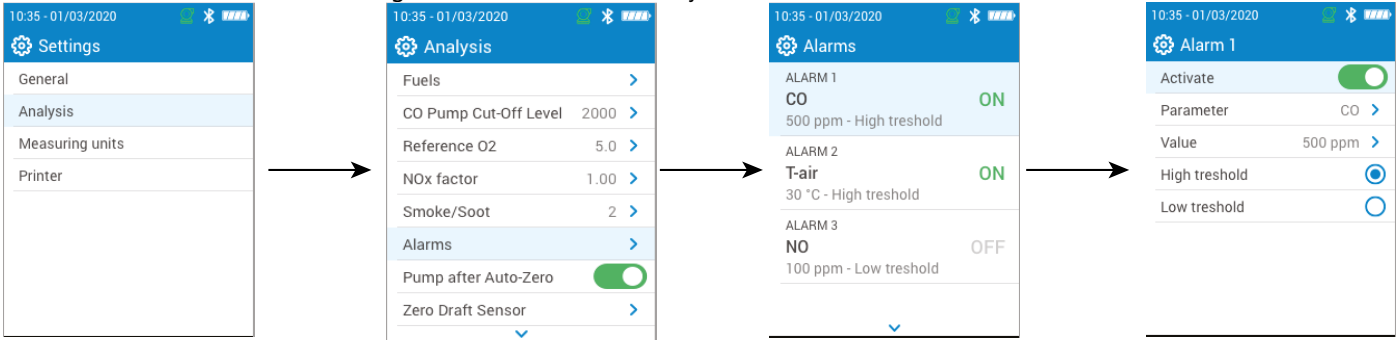 10:35 - 01/03/2020
Settings
General
Analysis
Measuring units
Printer
10:35 - 01/03/2020
Analysis
Fuels
CO Pump Cut-Off Level 2000
Reference O2 5.0
NOx factor 1.00
Smoke/Soot 2
Alarms
Pump after Auto-Zero
Zero Draft Sensor
10:35 - 01/03/2020
Alarms
ALARM 1
CO ON
500 ppm - High treshold
ALARM 2
T-air ON
30 °C - High treshold
ALARM 3
NO OFF
100 ppm - Low treshold
10:35 - 01/03/2020
Alarm 1
Activate
Parameter CO
Value 500 ppm
High treshold
Low treshold